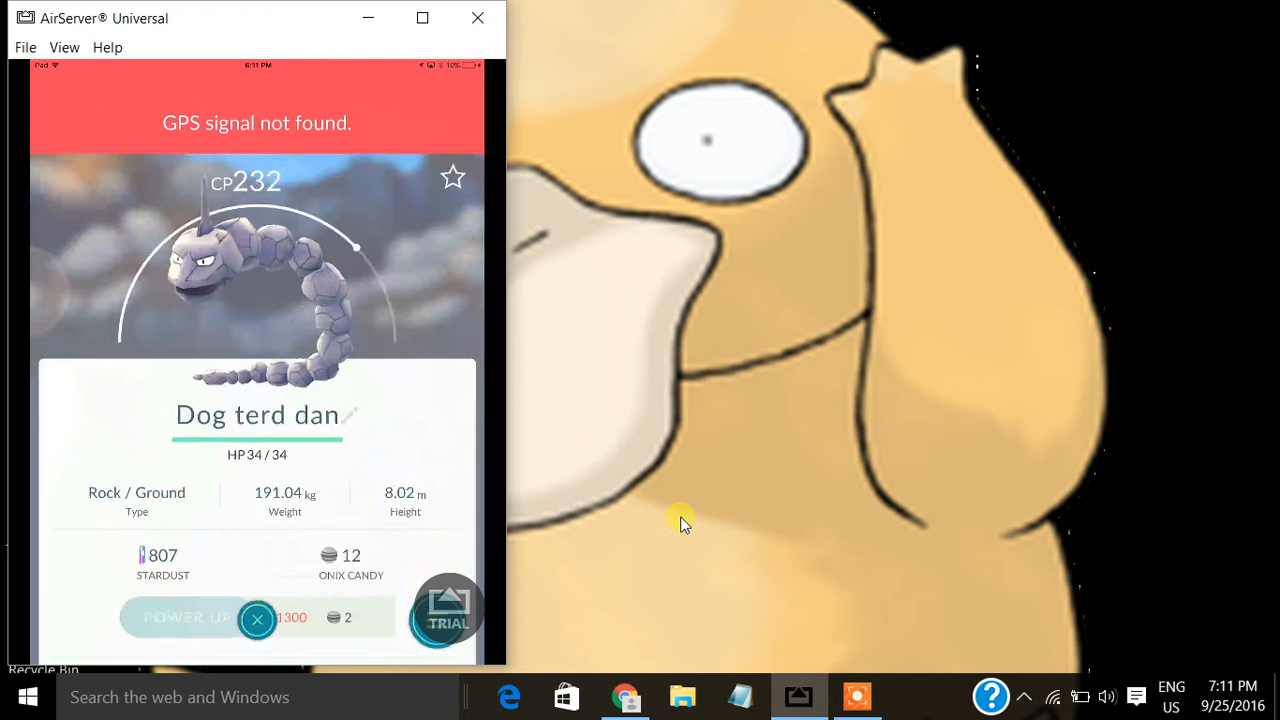 AirServer® Universal
File View Help
iPad 6:11 PM 10%
GPS signal not found.
CP232
Dog terd dan
HP 34 / 34
Rock / Ground 191.04 kg 8.02 m
Type Weight Height
807 12
STARDUST ONIX CANDY
POWER UP 1300 2
TRIAL
Recycle Bin
Search the web and Windows
ENG 7:11 PM
US 9/25/2016